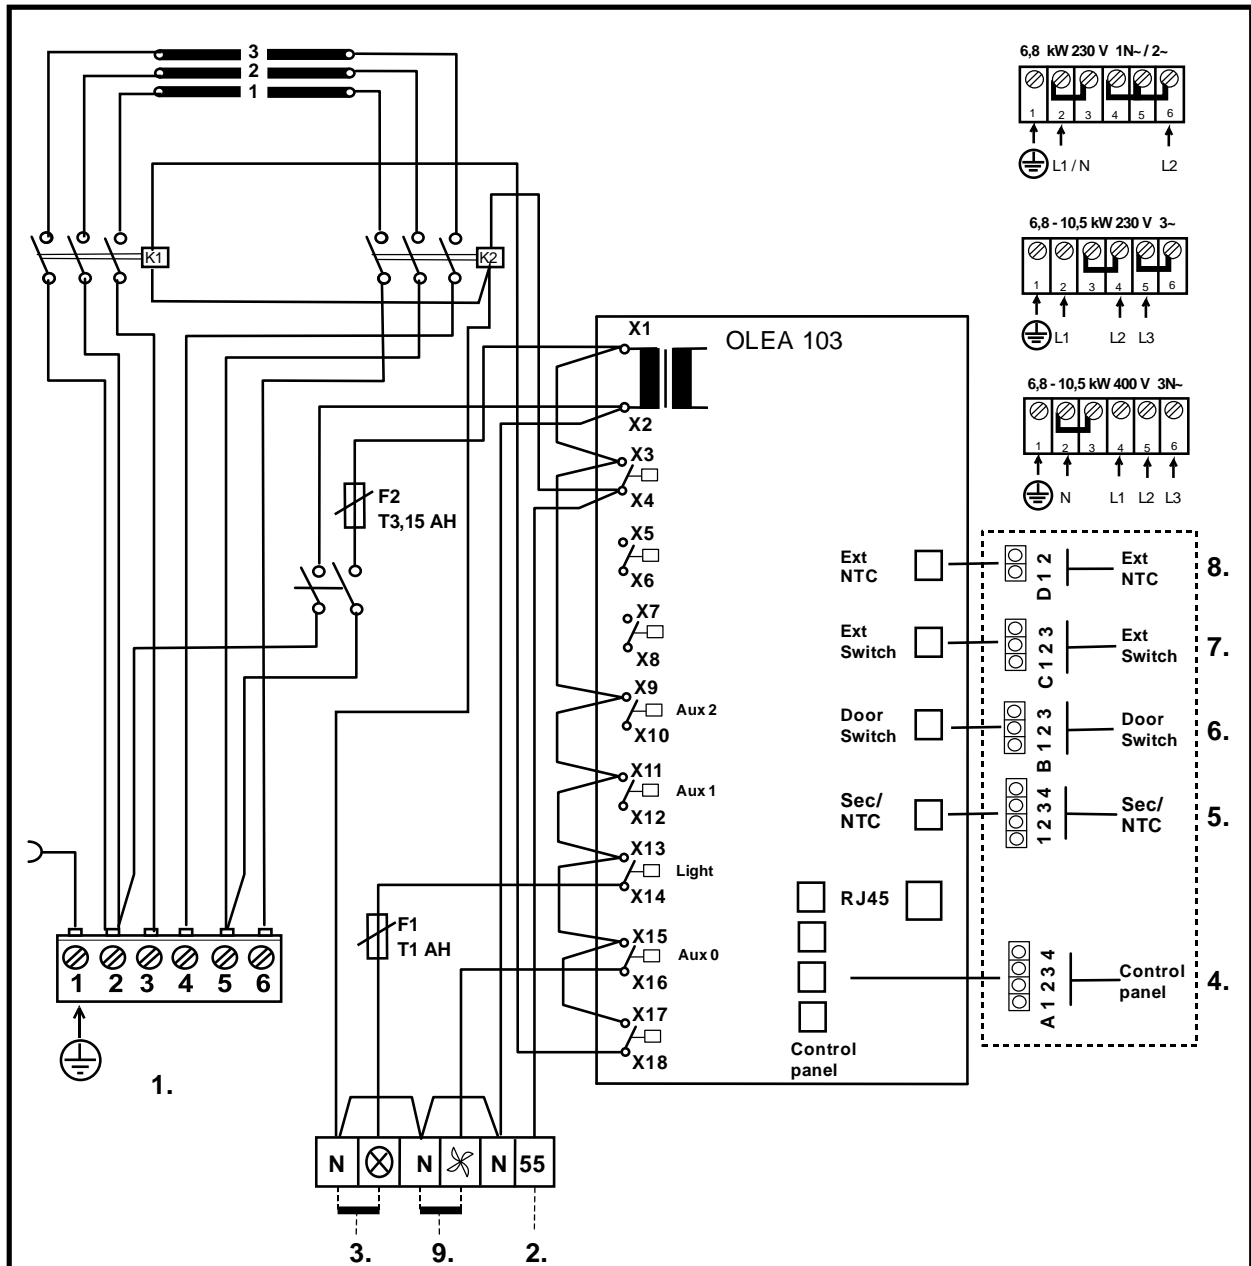 3
2
1
6,8 kW 230 V 1N~ / 2~
1 2 3 4 5 6
L1 / N L2
K1 K2
6,8 - 10,5 kW 230 V 3~
1 2 3 4 5 6
L1 L2 L3
6,8 - 10,5 kW 400 V 3N~
1 2 3 4 5 6
N L1 L2 L3
OLEA 103
X1
X2
X3
X4
X5
X6
X7
X8
X9
Aux 2
X10
X11
Aux 1
X12
X13
Light
X14
X15
Aux 0
X16
X17
X18
F2
T3,15 AH
F1
T1 AH
Ext
NTC
D 1 2
Ext
NTC
8.
Ext
Switch
C 1 2 3
Ext
Switch
7.
Door
Switch
B 1 2 3
Door
Switch
6.
Sec/
NTC
1 2 3 4
Sec/
NTC
5.
RJ45
A 1 2 3 4
Control
panel
4.
Control
panel
1 2 3 4 5 6
1.
N N N 55
3. 9. 2.